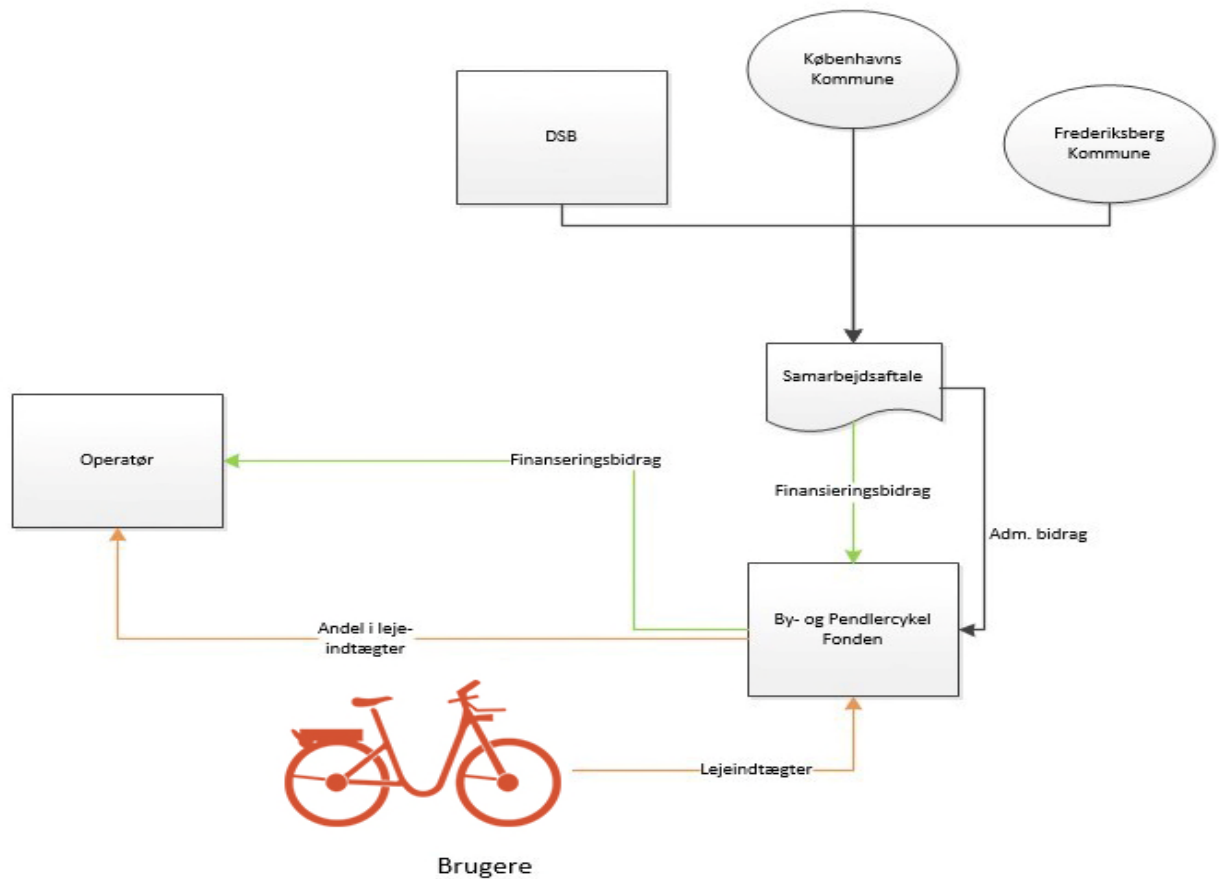 Københavns
Kommune
DSB
Frederiksberg
Kommune
Samarbejdsaftale
Operatør
Finanseringsbidrag
Finansieringsbidrag
Adm. bidrag
By- og Pendlercykel
Fonden
Andel i leje-
indtægter
Lejeindtægter
Brugere